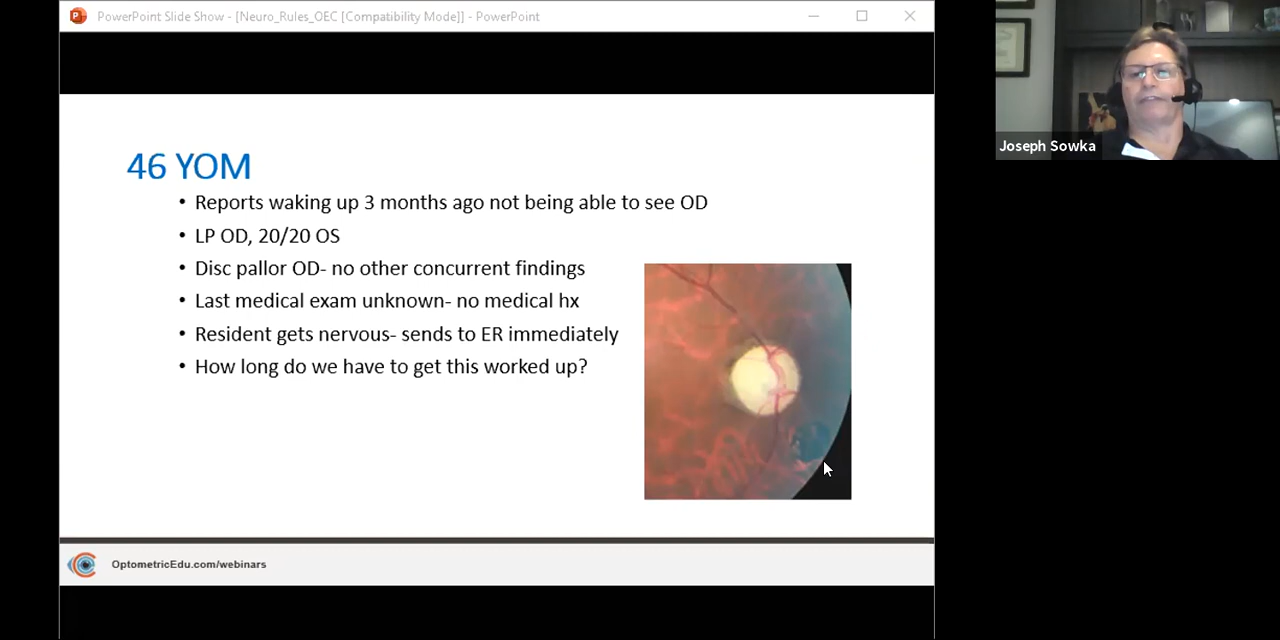 PowerPoint Slide Show - [Neuro_Rules_OEC [Compatibility Mode]] - PowerPoint
46 YOM
• Reports waking up 3 months ago not being able to see OD
• LP OD, 20/20 OS
• Disc pallor OD- no other concurrent findings
• Last medical exam unknown- no medical hx
• Resident gets nervous- sends to ER immediately
• How long do we have to get this worked up?
OptometricEdu.com/webinars
Joseph Sowka